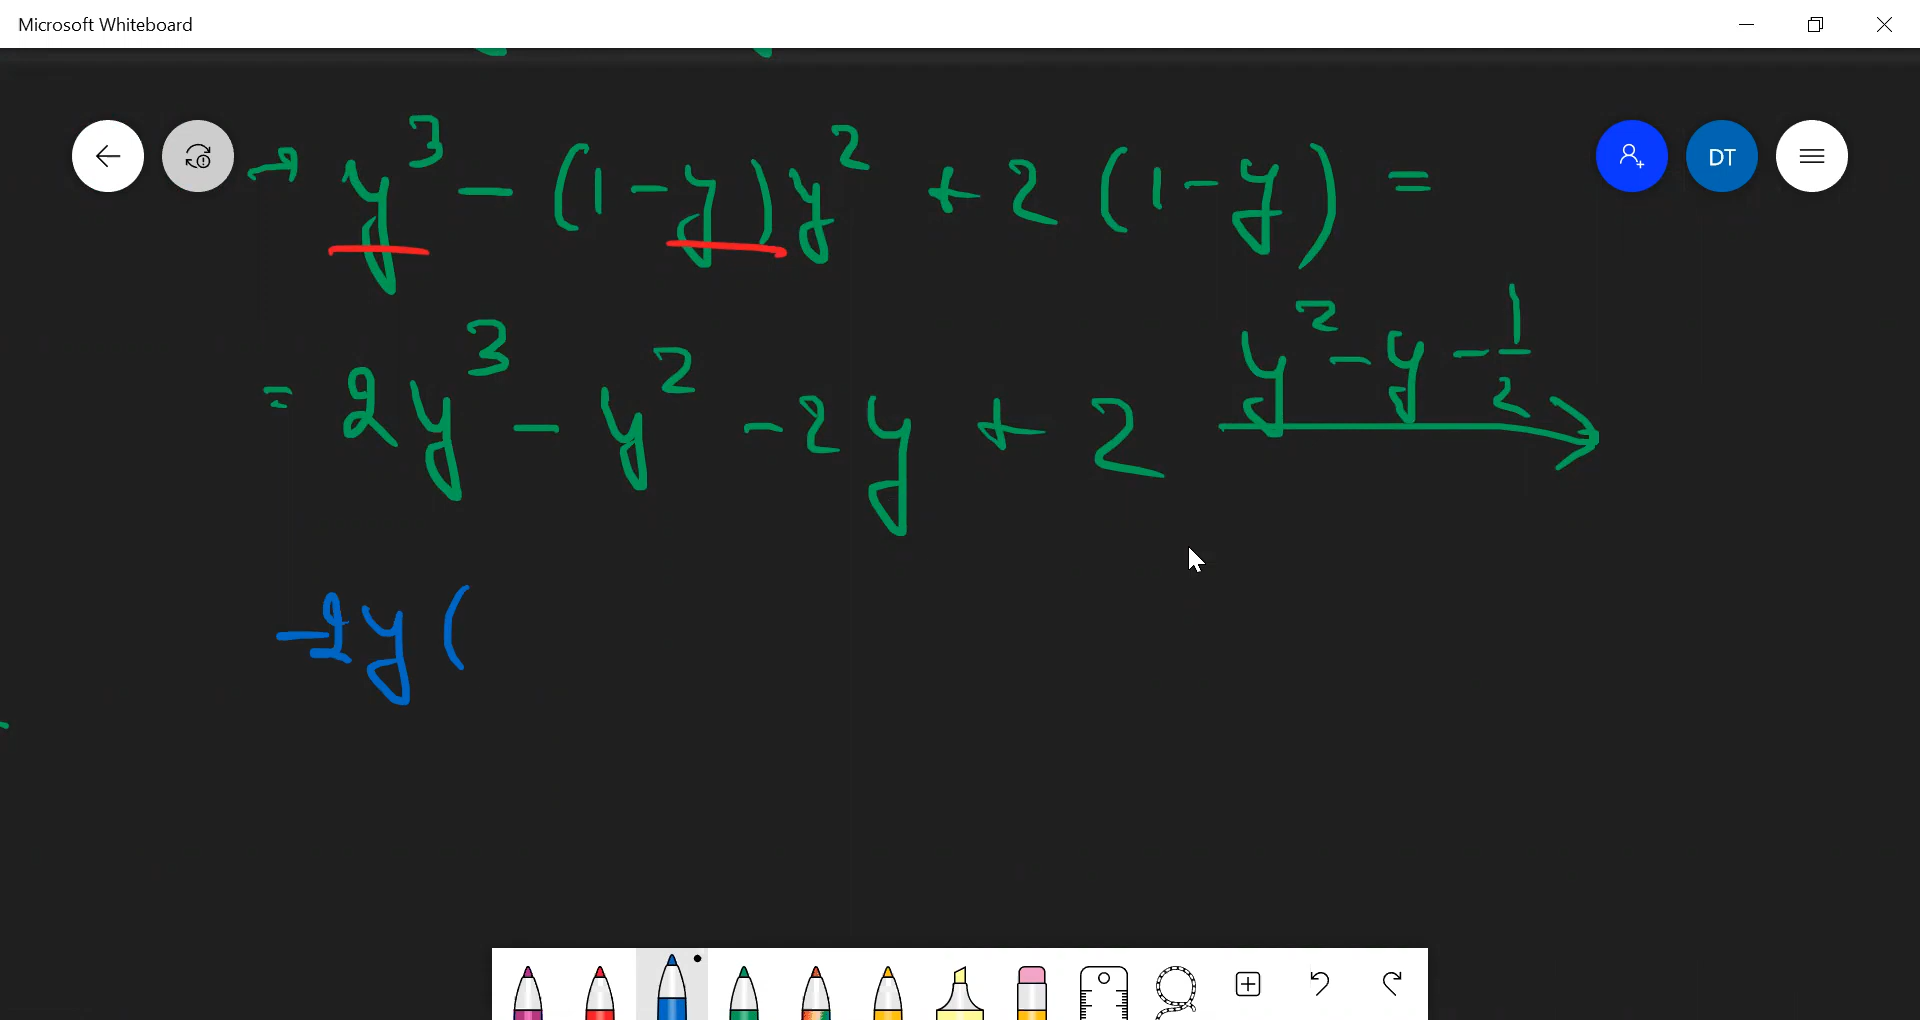 Microsoft Whiteboard
→ y³ - (1-y)y² + 2(1-y) =
DT
= 2y³ - y² - 2y + 2 y² - y - 1/2 →
-2y(